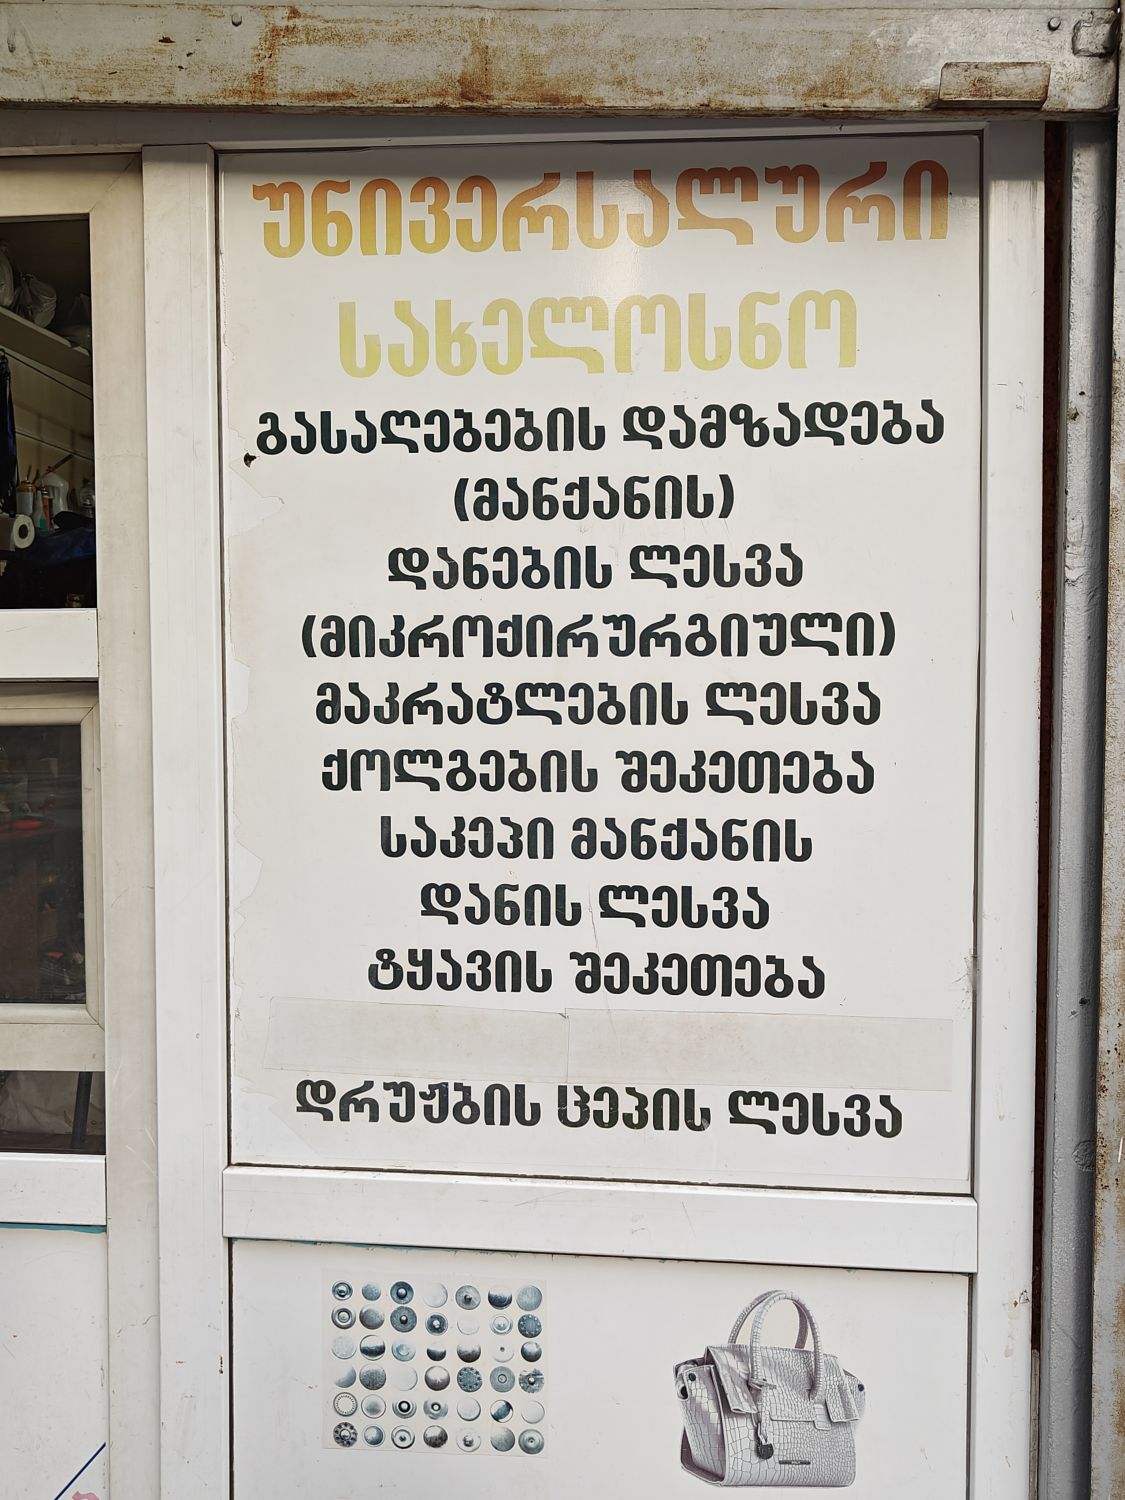 უნივერსალური
სახელოსნო
გასაღებების დამზადება
(მანქანის)
დანების ლესვა
(მიკროქირურგიული)
მაკრატლების ლესვა
ქოლგების შეკეთება
საკეპი მანქანის
დანის ლესვა
ტყავის შეკეთება
დრუჟბის ცეპის ლესვა